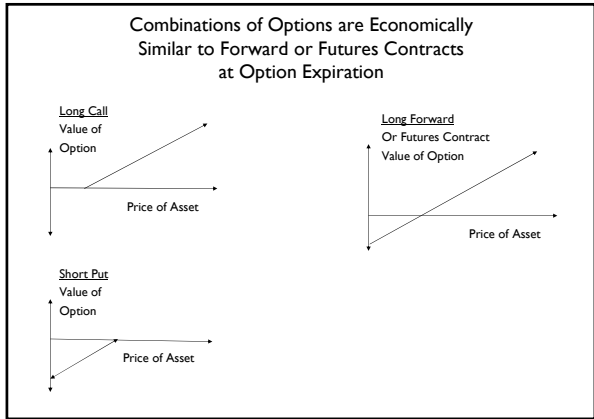 Combinations of Options are Economically
Similar to Forward or Futures Contracts
at Option Expiration
Long Call
Value of
Option
Price of Asset
Long Forward
Or Futures Contract
Value of Option
Price of Asset
Short Put
Value of
Option
Price of Asset